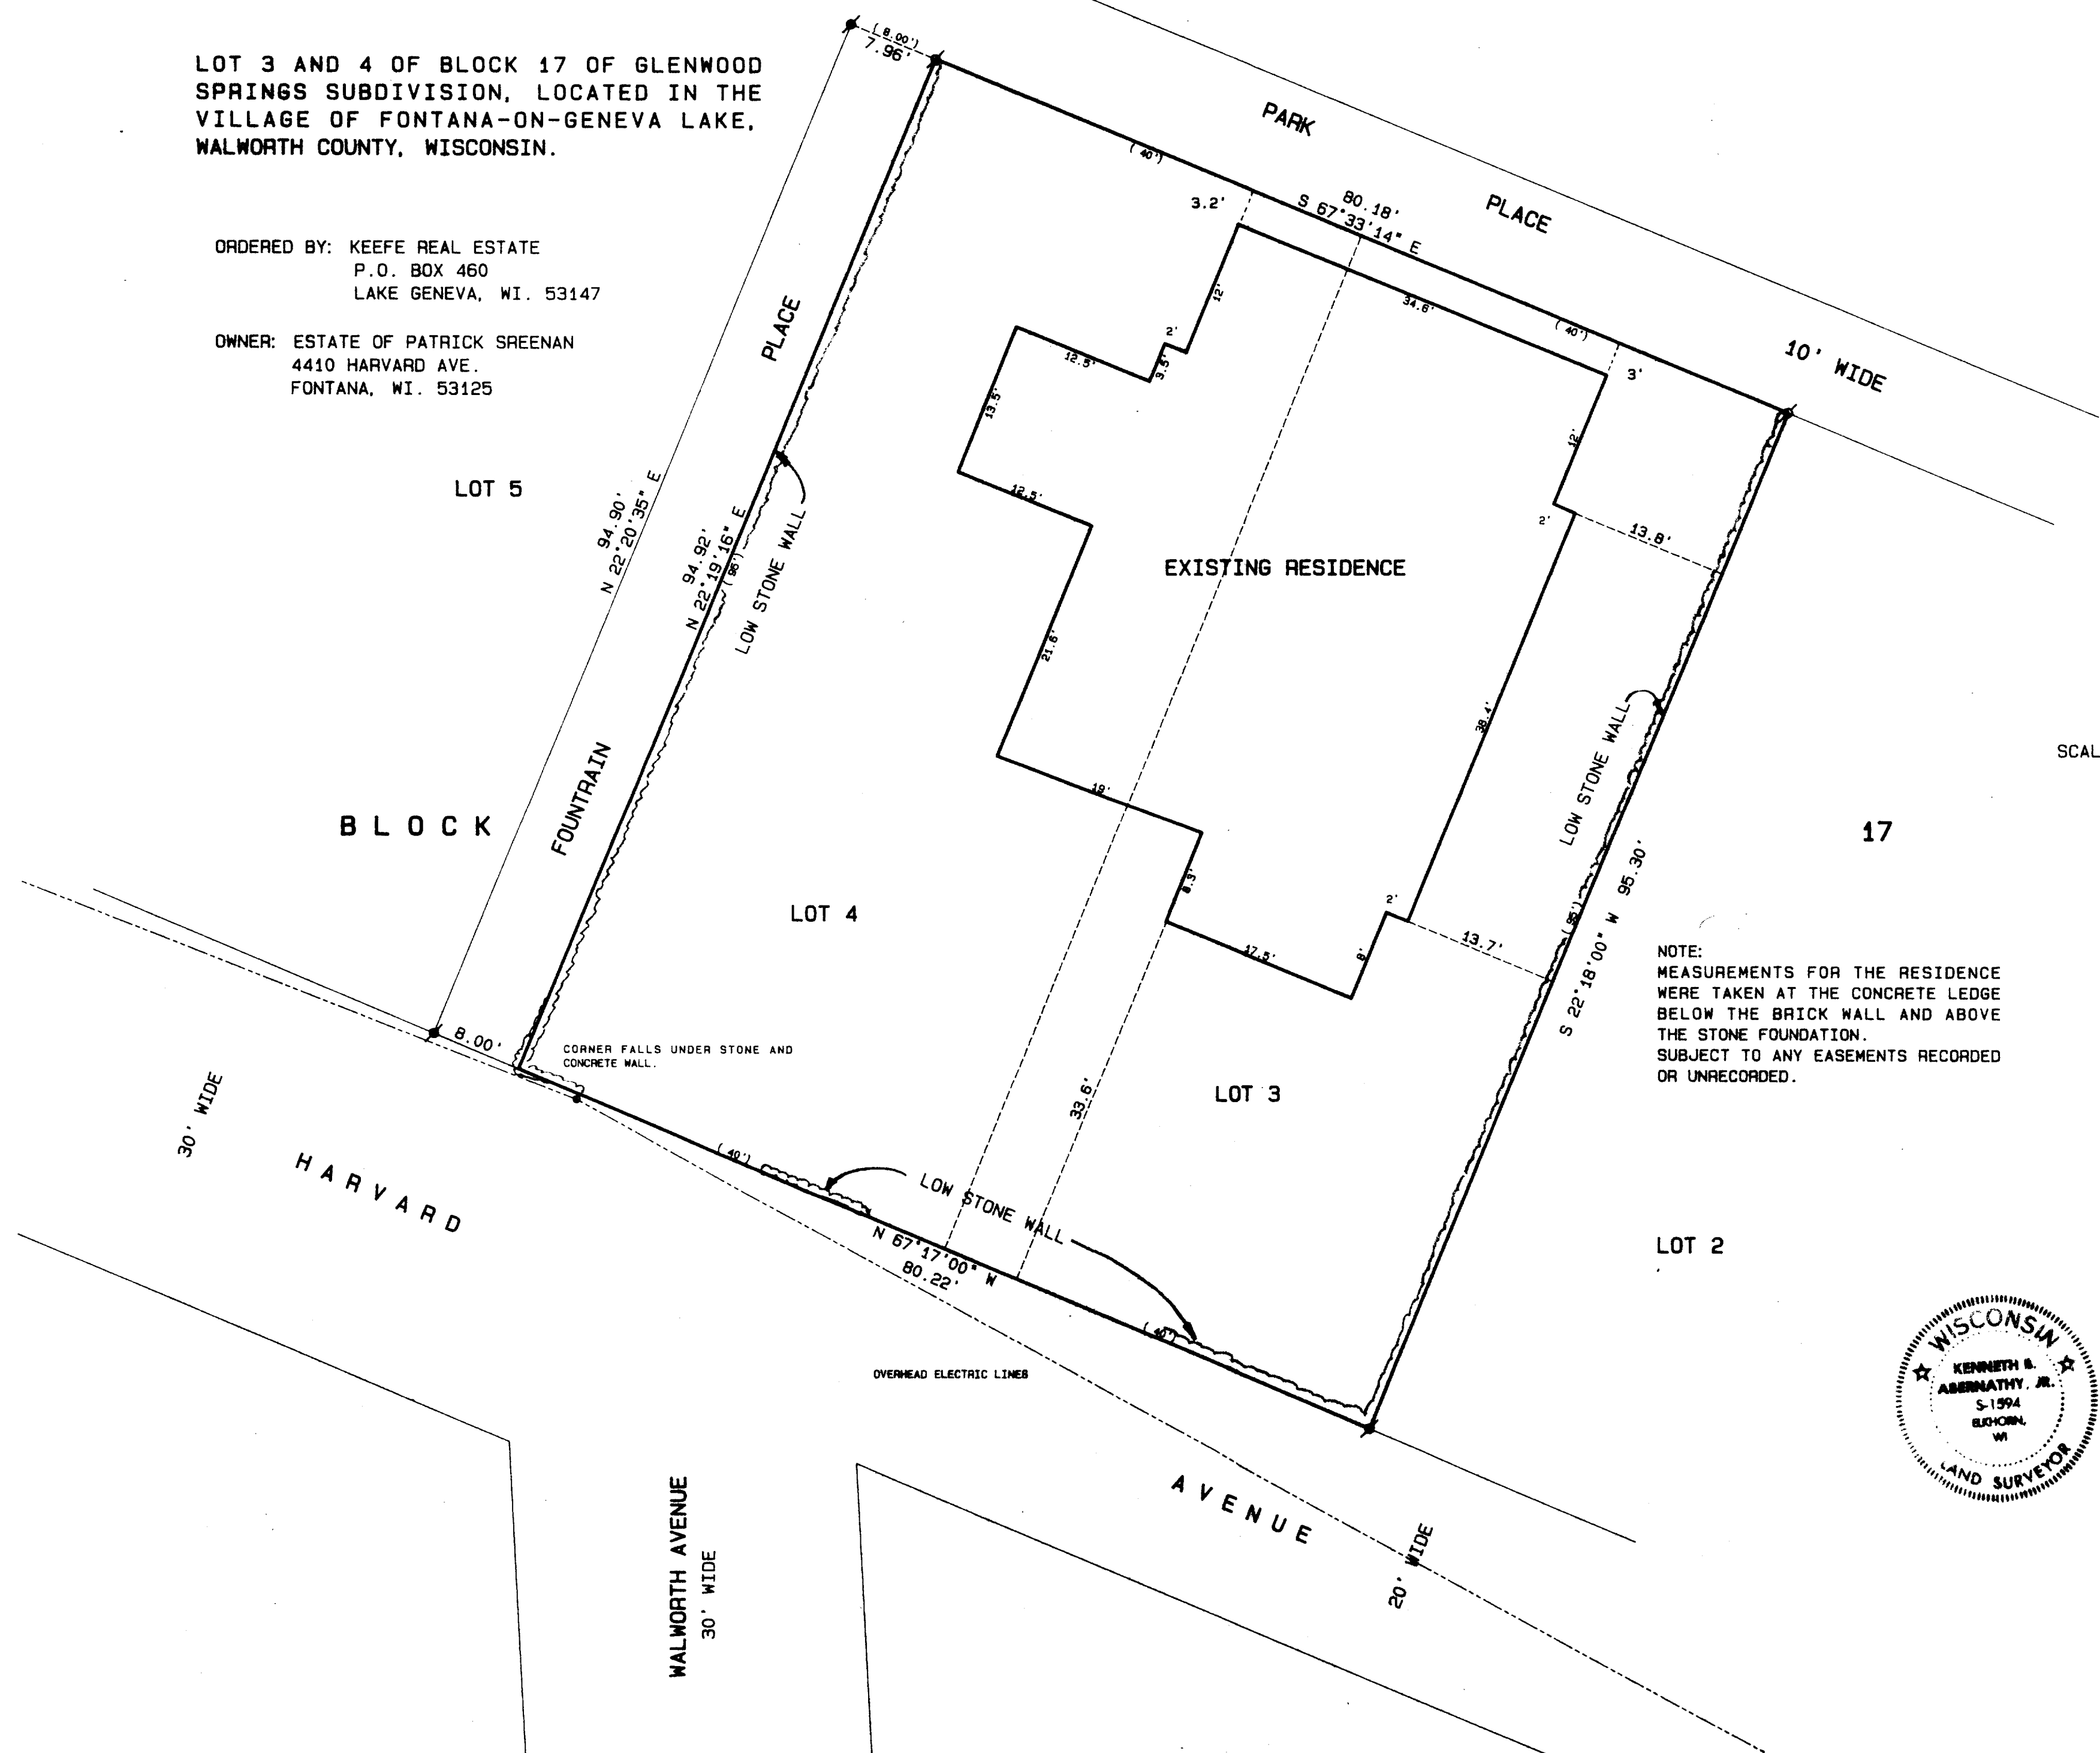 LOT 3 AND 4 OF BLOCK 17 OF GLENWOOD
SPRINGS SUBDIVISION, LOCATED IN THE
VILLAGE OF FONTANA-ON-GENEVA LAKE,
WALWORTH COUNTY, WISCONSIN.
ORDERED BY: KEEFE REAL ESTATE
P.O. BOX 460
LAKE GENEVA, WI. 53147
OWNER: ESTATE OF PATRICK SREENAN
4410 HARVARD AVE.
FONTANA, WI. 53125
(8.00')
7.96'
PARK
PLACE
10' WIDE
(40')
80.18'
S 67°33'14" E
(40')
3.2'
3'
34.6'
12'
2'
3.5'
12.5'
13.5'
12.5'
21.6'
19'
8.3'
17.5'
8'
2'
38.4'
2'
12'
13.8'
13.7'
EXISTING RESIDENCE
PLACE
FOUNTRAIN
LOT 5
94.90'
N 22°20'35" E
94.92'
N 22°19'16" E
(95')
LOW STONE WALL
LOW STONE WALL
(95')
S 22°18'00" W 95.30'
SCAL
BLOCK
17
LOT 4
LOT 3
LOT 2
NOTE:
MEASUREMENTS FOR THE RESIDENCE
WERE TAKEN AT THE CONCRETE LEDGE
BELOW THE BRICK WALL AND ABOVE
THE STONE FOUNDATION.
SUBJECT TO ANY EASEMENTS RECORDED
OR UNRECORDED.
8.00'
CORNER FALLS UNDER STONE AND
CONCRETE WALL.
33.6'
(40')
LOW STONE WALL
N 67°17'00" W
80.22'
(40')
30' WIDE
HARVARD
AVENUE
20' WIDE
OVERHEAD ELECTRIC LINES
WALWORTH AVENUE
30' WIDE
WISCONSIN
KENNETH B.
ABERNATHY, JR.
S-1594
ELKHORN,
WI
LAND SURVEYOR